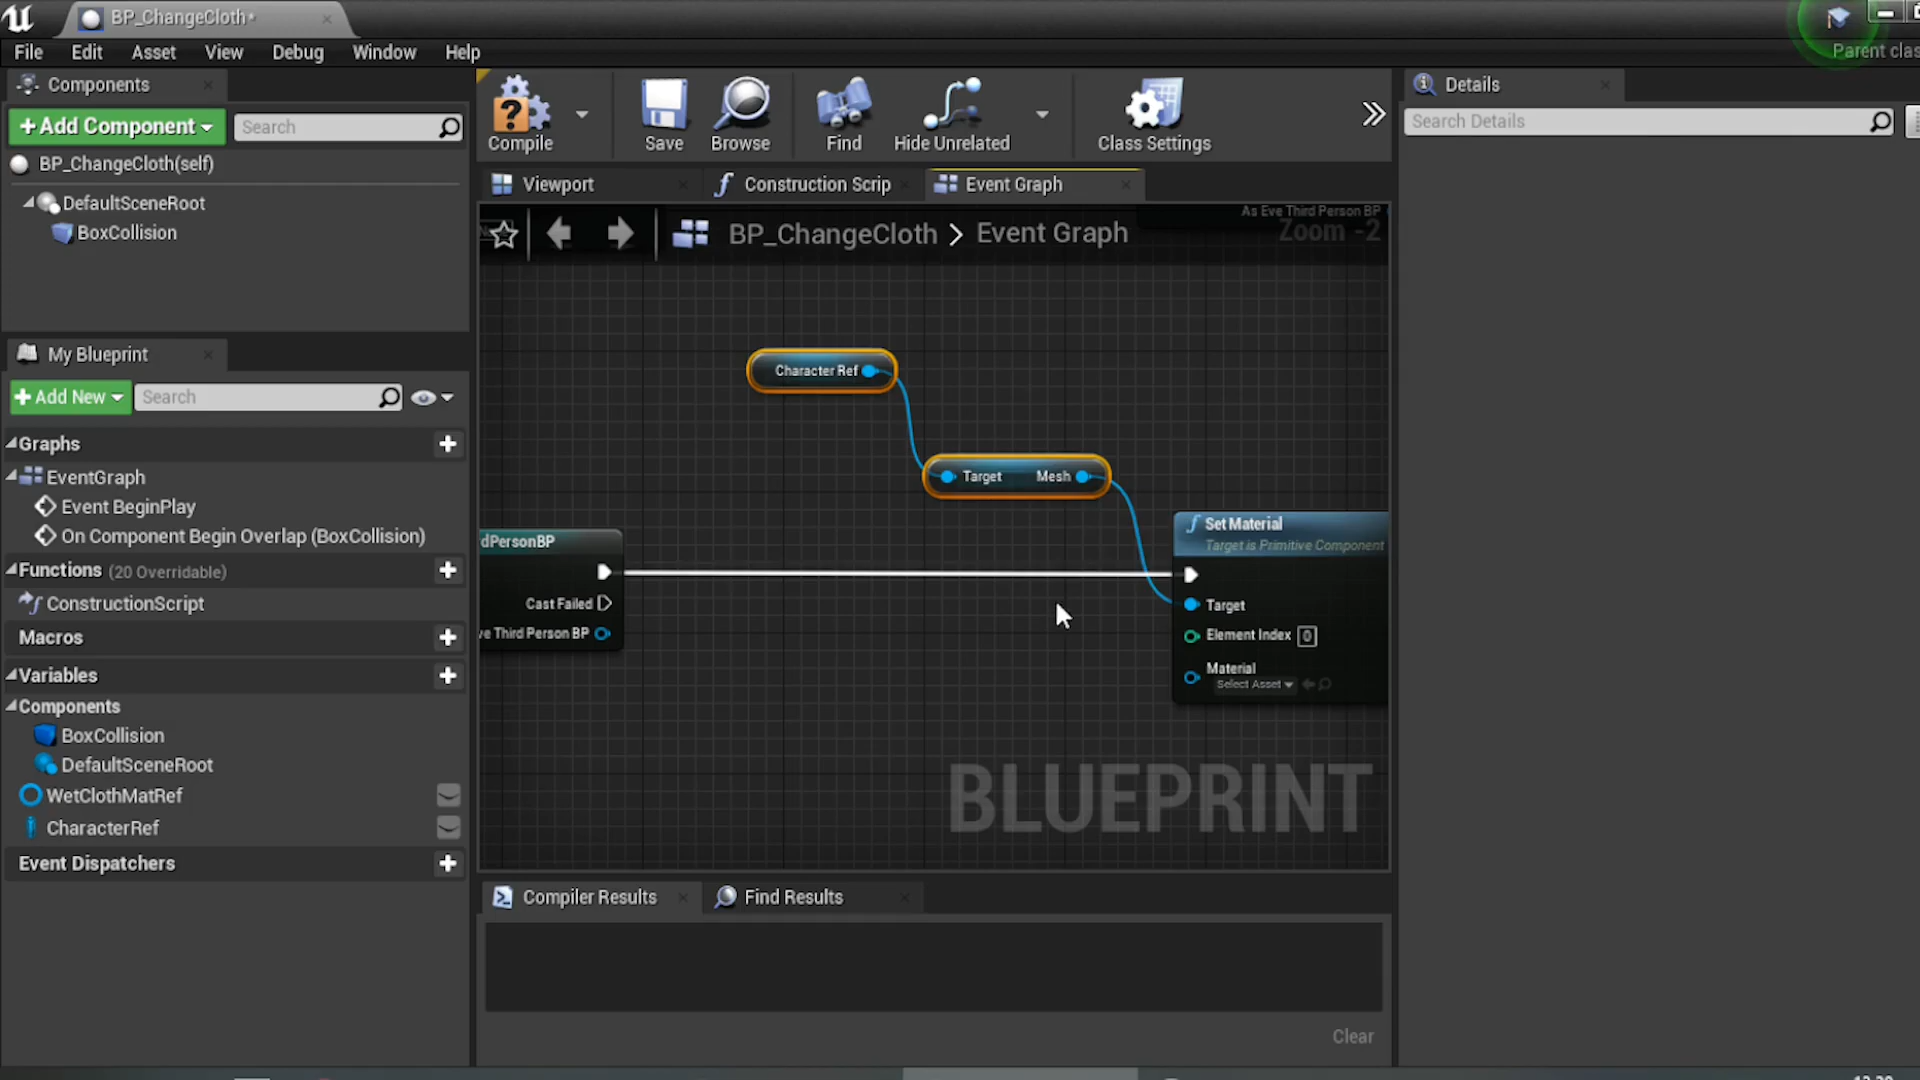 BP_ChangeCloth*
File Edit Asset View Debug Window Help
Parent clas
Components
+Add Component
Search
BP_ChangeCloth(self)
DefaultSceneRoot
BoxCollision
My Blueprint
+Add New
Search
Graphs
EventGraph
Event BeginPlay
On Component Begin Overlap (BoxCollision)
Functions (20 Overridable)
ConstructionScript
Macros
Variables
Components
BoxCollision
DefaultSceneRoot
WetClothMatRef
CharacterRef
Event Dispatchers
Compile
Save
Browse
Find
Hide Unrelated
Class Settings
Viewport
Construction Scrip
Event Graph
As Eve Third Person BP
BP_ChangeCloth > Event Graph
Zoom -2
Character Ref
Target Mesh
dPersonBP
Cast Failed
ve Third Person BP
Set Material
Target is Primitive Component
Target
Element Index 0
Material
Select Asset
BLUEPRINT
Compiler Results
Find Results
Clear
Details
Search Details